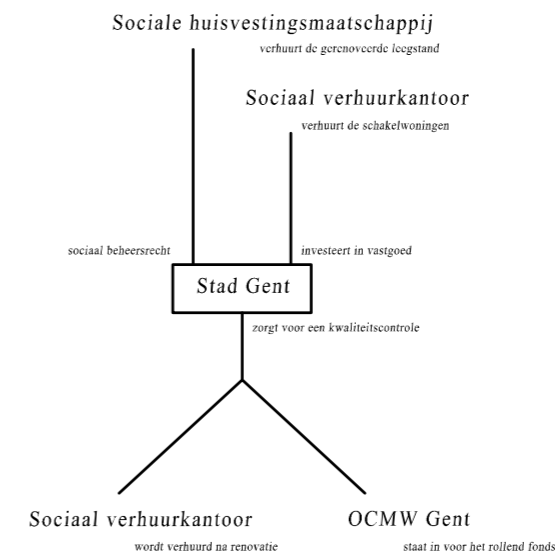 Sociale huisvestingsmaatschappij
verhuurt de gerenoveerde leegstand
Sociaal verhuurkantoor
verhuurt de schakelwoningen
sociaal beheersrecht
investeert in vastgoed
Stad Gent
zorgt voor een kwaliteitscontrole
Sociaal verhuurkantoor
OCMW Gent
wordt verhuurd na renovatie
staat in voor het rollend fonds